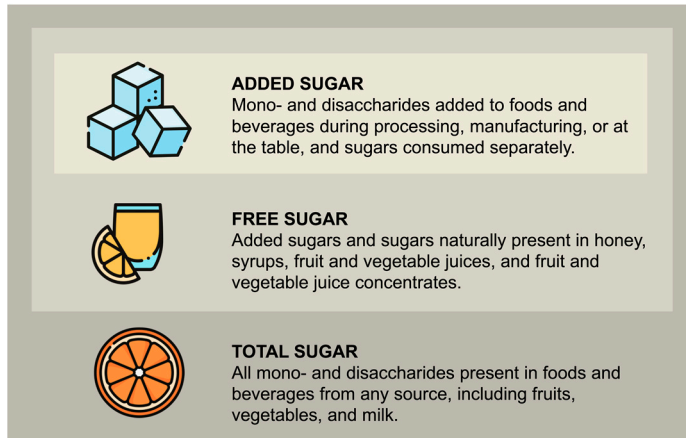 ADDED SUGAR
Mono- and disaccharides added to foods and
beverages during processing, manufacturing, or at
the table, and sugars consumed separately.
FREE SUGAR
Added sugars and sugars naturally present in honey,
syrups, fruit and vegetable juices, and fruit and
vegetable juice concentrates.
TOTAL SUGAR
All mono- and disaccharides present in foods and
beverages from any source, including fruits,
vegetables, and milk.